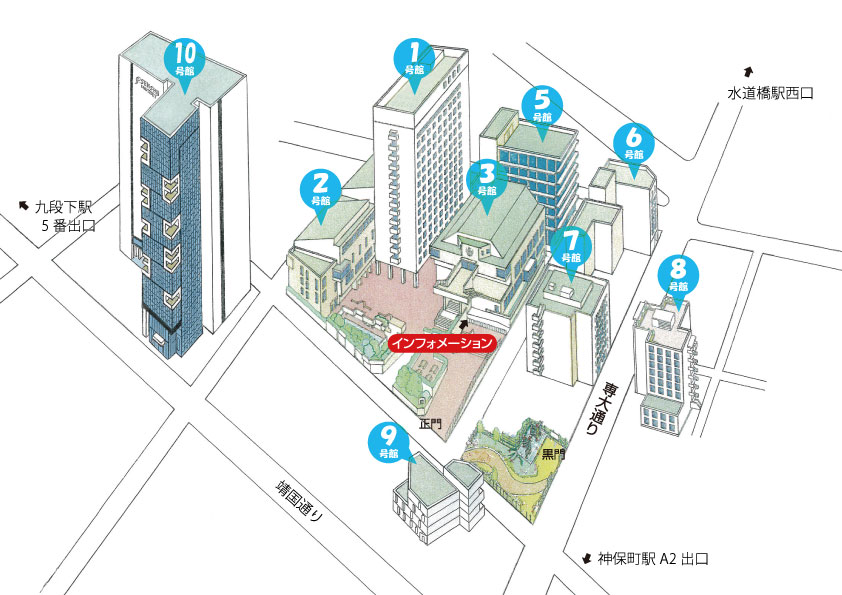 10
号館
1
号館
5
号館
水道橋駅西口
6
号館
3
号館
2
号館
九段下駅
5番出口
7
号館
8
号館
インフォメーション
専大通り
正門
9
号館
黒門
靖国通り
神保町駅 A2 出口